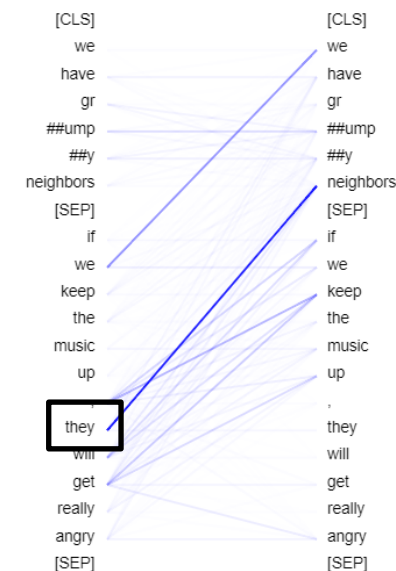 [CLS] [CLS]
we we
have have
gr gr
##ump ##ump
##y ##y
neighbors neighbors
[SEP] [SEP]
if if
we we
keep keep
the the
music music
up up
, ,
they they
will will
get get
really really
angry angry
[SEP] [SEP]